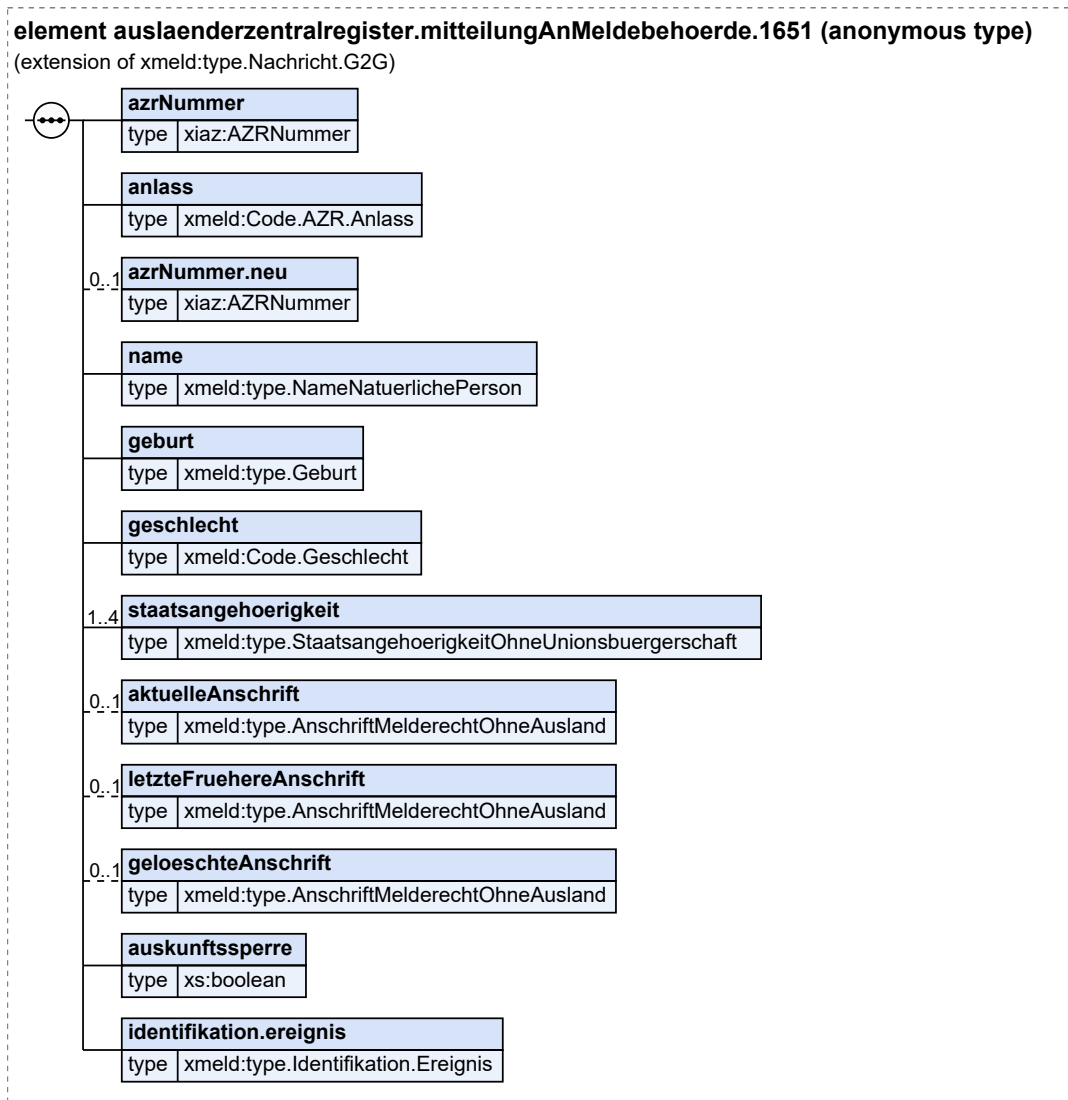 element auslaenderzentralregister.mitteilungAnMeldebehoerde.1651 (anonymous type)
(extension of xmeld:type.Nachricht.G2G)
azrNummer
type xiaz:AZRNummer
anlass
type xmeld:Code.AZR.Anlass
0..1 azrNummer.neu
type xiaz:AZRNummer
name
type xmeld:type.NameNatuerlichePerson
geburt
type xmeld:type.Geburt
geschlecht
type xmeld:Code.Geschlecht
1..4 staatsangehoerigkeit
type xmeld:type.StaatsangehoerigkeitOhneUnionsbuergerschaft
0..1 aktuelleAnschrift
type xmeld:type.AnschriftMelderechtOhneAusland
0..1 letzteFruehereAnschrift
type xmeld:type.AnschriftMelderechtOhneAusland
0..1 geloeschteAnschrift
type xmeld:type.AnschriftMelderechtOhneAusland
auskunftssperre
type xs:boolean
identifikation.ereignis
type xmeld:type.Identifikation.Ereignis